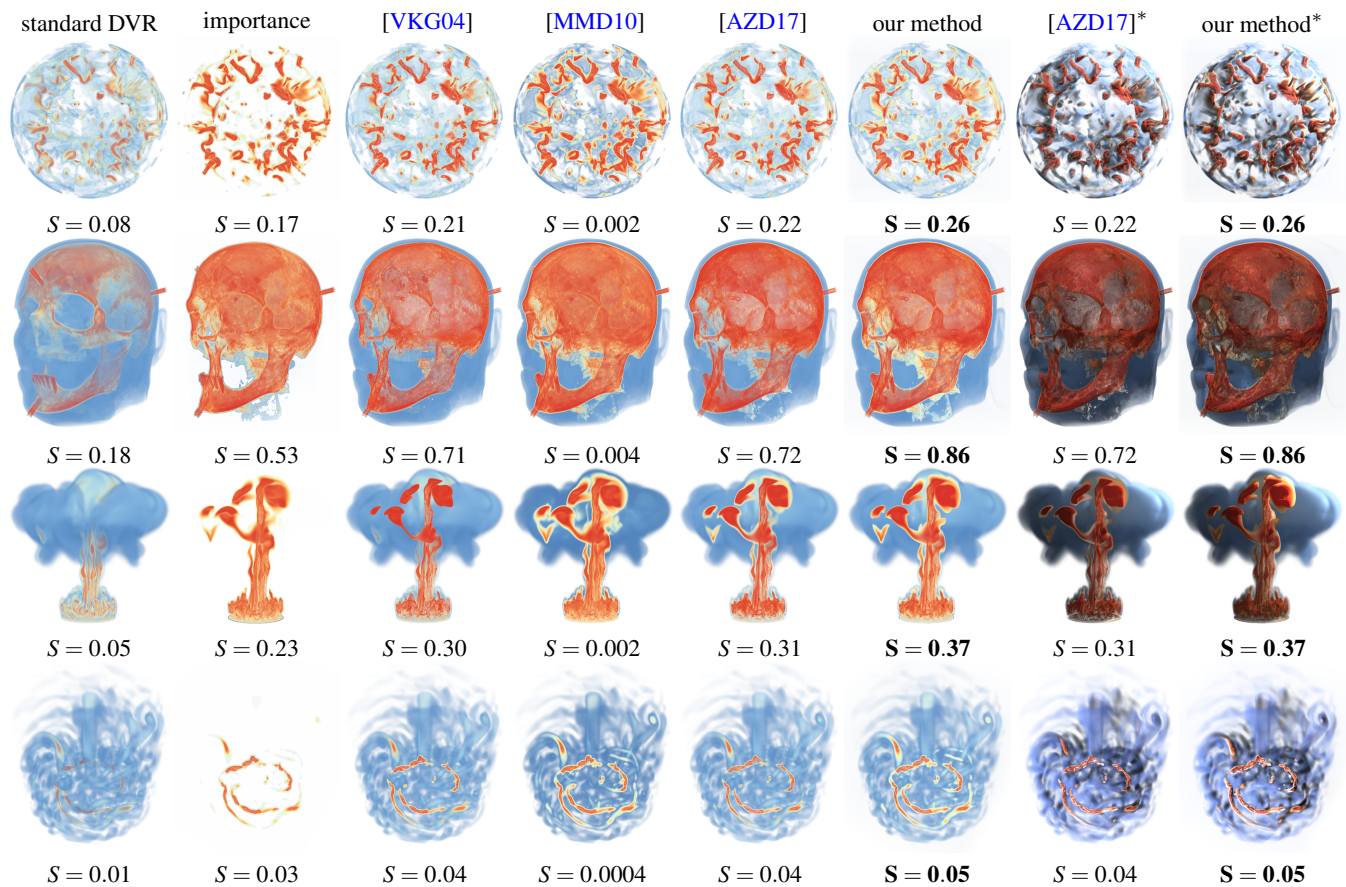 standard DVR importance [VKG04] [MMD10] [AZD17] our method [AZD17]* our method*
S = 0.08 S = 0.17 S = 0.21 S = 0.002 S = 0.22 S = 0.26 S = 0.22 S = 0.26
S = 0.18 S = 0.53 S = 0.71 S = 0.004 S = 0.72 S = 0.86 S = 0.72 S = 0.86
S = 0.05 S = 0.23 S = 0.30 S = 0.002 S = 0.31 S = 0.37 S = 0.31 S = 0.37
S = 0.01 S = 0.03 S = 0.04 S = 0.0004 S = 0.04 S = 0.05 S = 0.04 S = 0.05